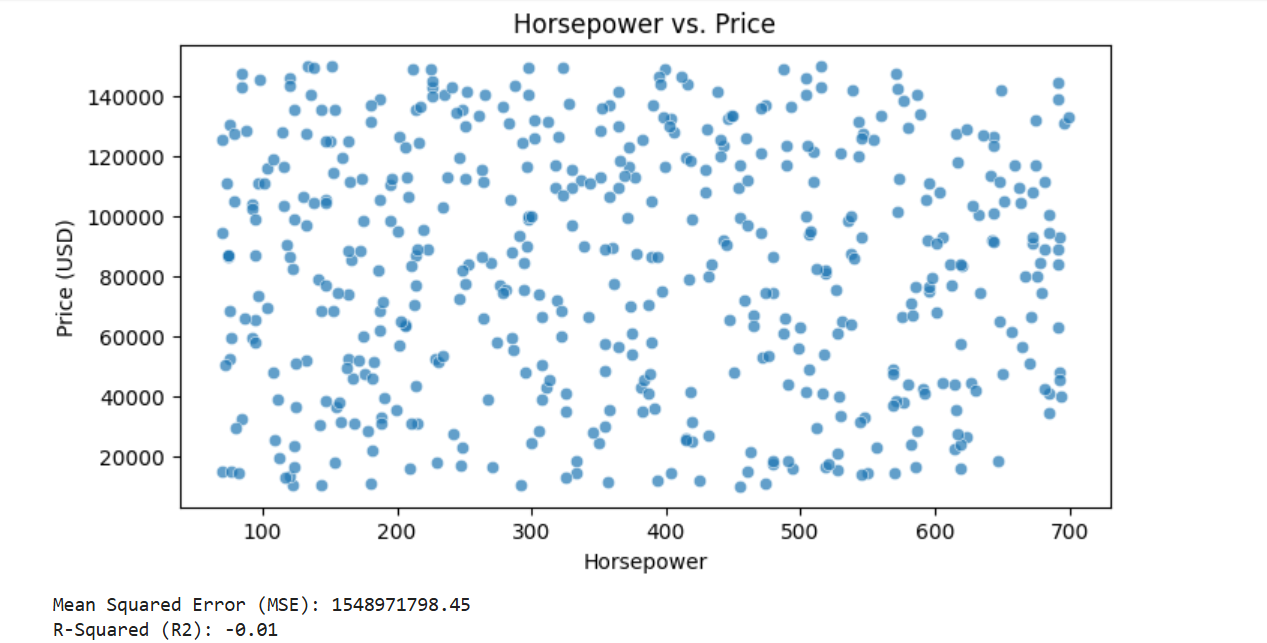 Horsepower vs. Price
Price (USD)
140000
120000
100000
80000
60000
40000
20000
100 200 300 400 500 600 700
Horsepower
Mean Squared Error (MSE): 1548971798.45
R-Squared (R2): -0.01